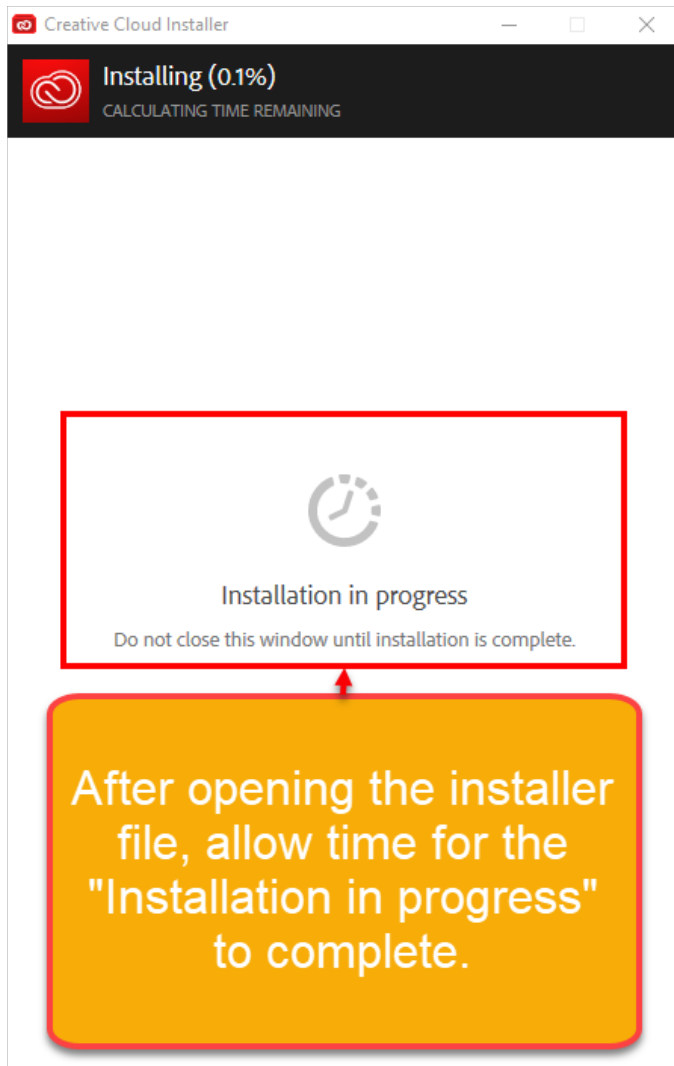 Creative Cloud Installer
Installing (0.1%)
CALCULATING TIME REMAINING
Installation in progress
Do not close this window until installation is complete.
After opening the installer
file, allow time for the
"Installation in progress"
to complete.